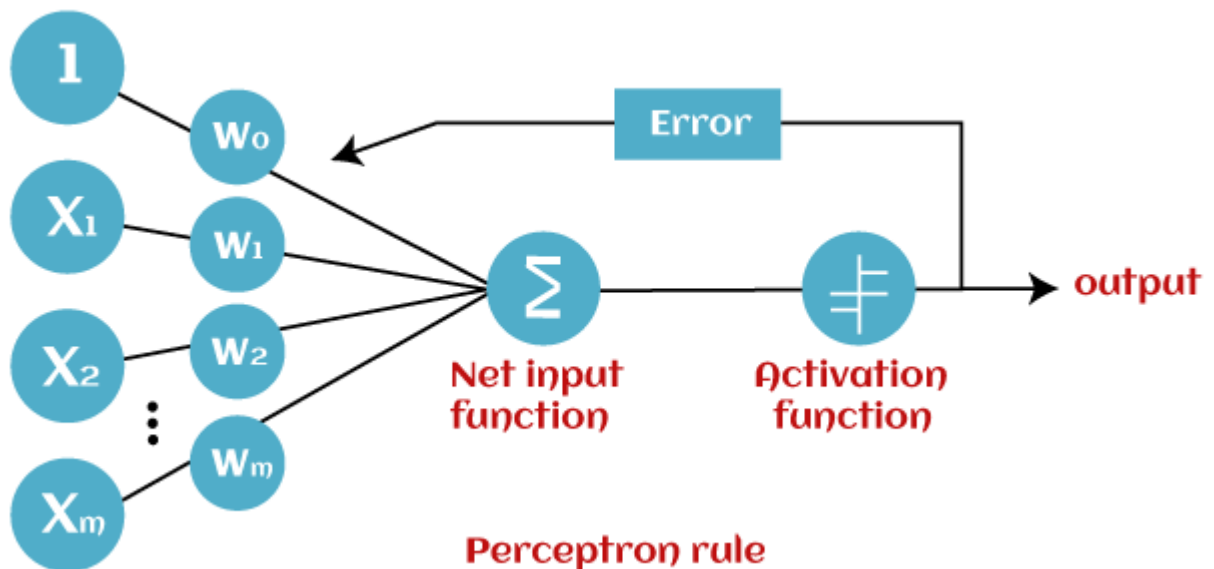 1
W₀
Error
X₁
W₁
Σ
output
X₂
W₂
Net input
function
Activation
function
Wₘ
Xₘ
Perceptron rule